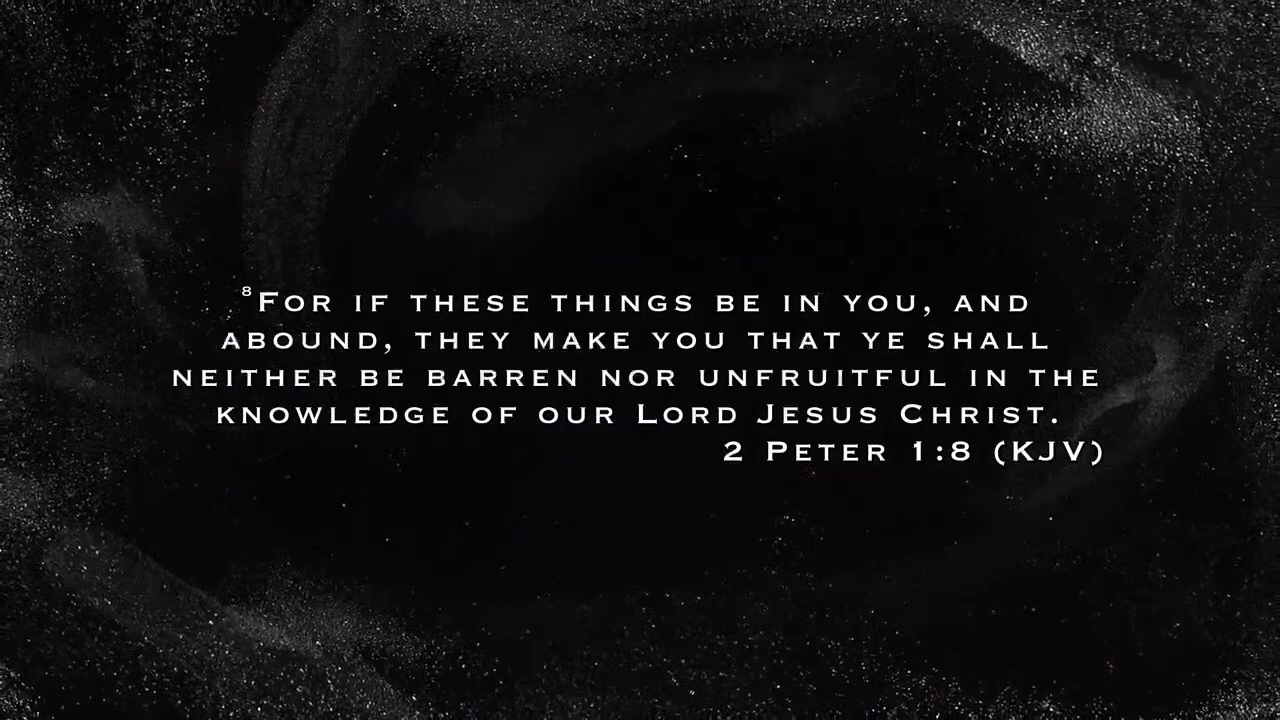 ⁸For if these things be in you, and
abound, they make you that ye shall
neither be barren nor unfruitful in the
knowledge of our Lord Jesus Christ.
2 Peter 1:8 (KJV)